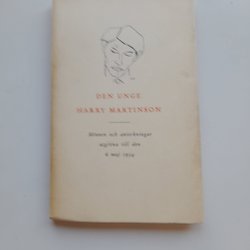 DEN UNGE
HARRY MARTINSON
Minnen och anteckningar
utgivna till den
6 maj 1954